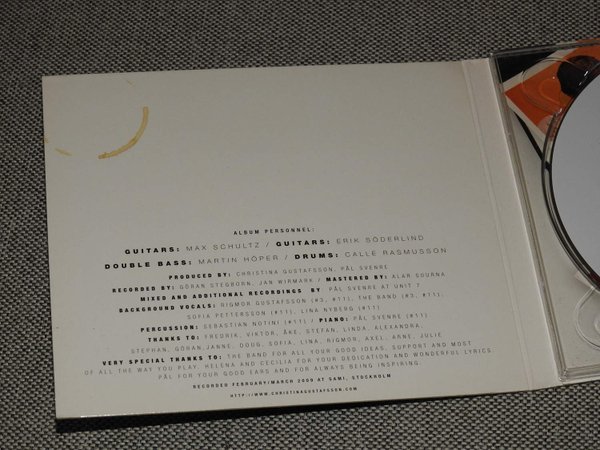 ALBUM PERSONNEL:
GUITARS: MAX SCHULTZ / GUITARS: ERIK SÖDERLIND
DOUBLE BASS: MARTIN HÖPER / DRUMS: CALLE RASMUSSON
PRODUCED BY: CHRISTINA GUSTAFSSON, PÅL SVENRE
RECORDED BY: GÖRAN STEGBORN, JAN WIRMARK / MASTERED BY: ALAR SUURNA
MIXED AND ADDITIONAL RECORDINGS BY PÅL SVENRE AT UNIT 7
BACKGROUND VOCALS: RIGMOR GUSTAFSSON (#3, #11), THE BAND (#3, #11),
SOFIA PETTERSSON (#11), LINA NYBERG (#11)
PERCUSSION: SEBASTIAN NOTINI (#11) / PIANO: PÅL SVENRE (#11)
THANKS TO: FREDRIK, VIKTOR, ÅKE, STEFAN, LINDA, ALEXANDRA,
STEPHAN, GÖRAN, JANNE, DOUG, SOFIA, LINA, RIGMOR, AXEL, ARNE, JULIE
VERY SPECIAL THANKS TO: THE BAND FOR ALL YOUR GOOD IDEAS, SUPPORT AND MOST
OF ALL THE WAY YOU PLAY, HELÉNA AND CECILIA FOR YOUR DEDICATION AND WONDERFUL LYRICS
PÅL FOR YOUR GOOD EARS AND FOR ALWAYS BEING INSPIRING.
RECORDED FEBRUARY/MARCH 2009 AT SAMI, STOCKHOLM
HTTP://WWW.CHRISTINAGUSTAFSSON.COM